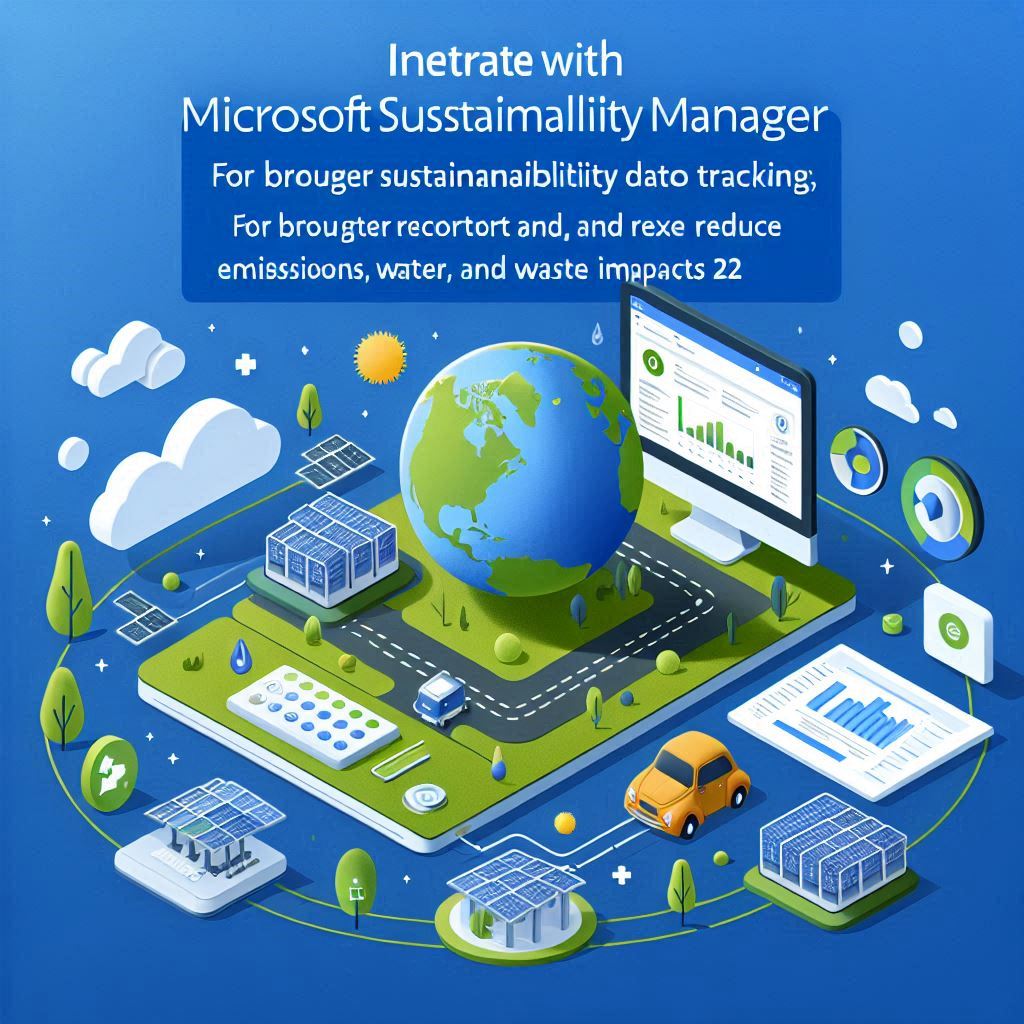 Inetrate with
Microsoft Susstaimalliity Manager
For brouger sustainanaiblitiity dato tracking;
For brougter recortort and, and rexe reduce
emisssioons, water, and waste impacts 22